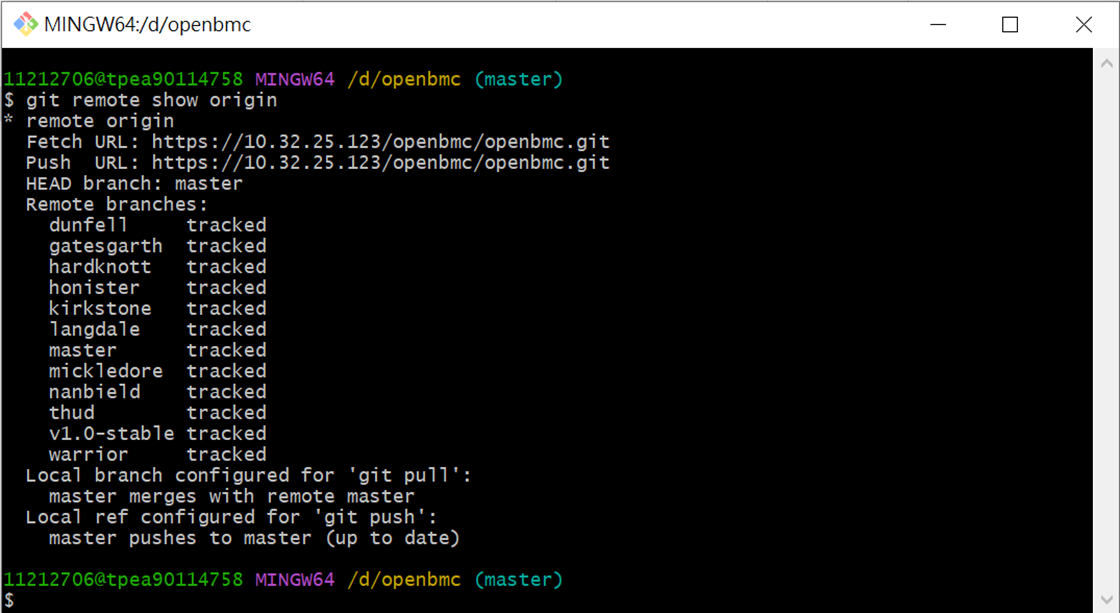 MINGW64:/d/openbmc
11212706@tpea90114758 MINGW64 /d/openbmc (master)
$ git remote show origin
* remote origin
  Fetch URL: https://10.32.25.123/openbmc/openbmc.git
  Push  URL: https://10.32.25.123/openbmc/openbmc.git
  HEAD branch: master
  Remote branches:
    dunfell     tracked
    gatesgarth  tracked
    hardknott   tracked
    honister    tracked
    kirkstone   tracked
    langdale    tracked
    master      tracked
    mickledore  tracked
    nanbield    tracked
    thud        tracked
    v1.0-stable tracked
    warrior     tracked
  Local branch configured for 'git pull':
    master merges with remote master
  Local ref configured for 'git push':
    master pushes to master (up to date)
11212706@tpea90114758 MINGW64 /d/openbmc (master)
$